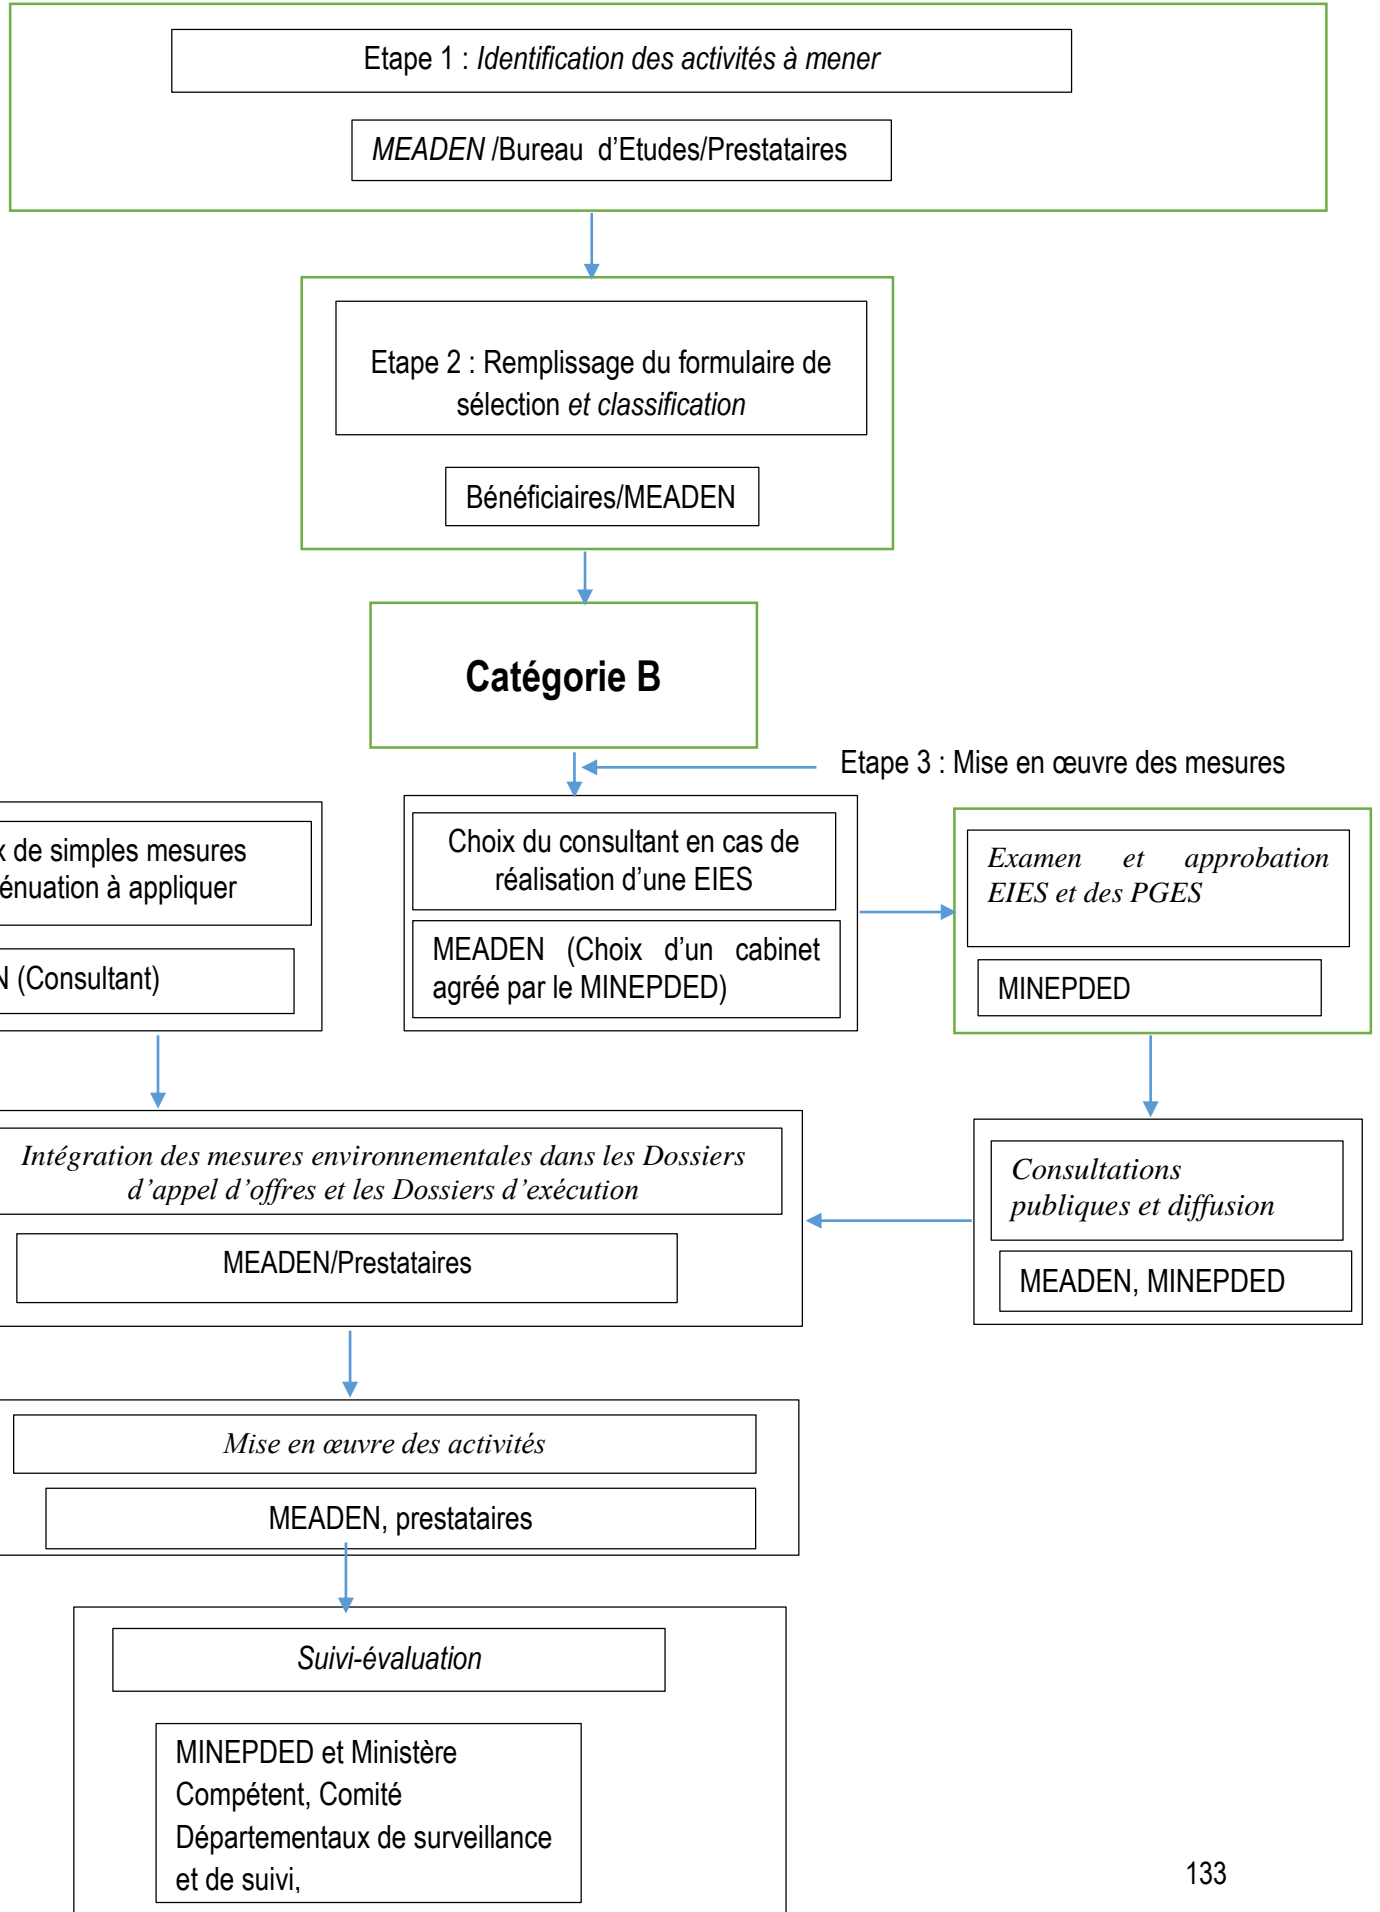 Etape 1 : Identification des activités à mener
MEADEN /Bureau d’Etudes/Prestataires
Etape 2 : Remplissage du formulaire de
sélection et classification
Bénéficiaires/MEADEN
Catégorie B
Etape 3 : Mise en œuvre des mesures
de simples mesures
à appliquer
(Consultant)
Choix du consultant en cas de
réalisation d’une EIES
MEADEN (Choix d’un cabinet
agréé par le MINEPDED)
Examen et approbation
EIES et des PGES
MINEPDED
Intégration des mesures environnementales dans les Dossiers
d’appel d’offres et les Dossiers d’exécution
MEADEN/Prestataires
Consultations
publiques et diffusion
MEADEN, MINEPDED
Mise en œuvre des activités
MEADEN, prestataires
Suivi-évaluation
MINEPDED et Ministère
Compétent, Comité
Départementaux de surveillance
et de suivi,
133